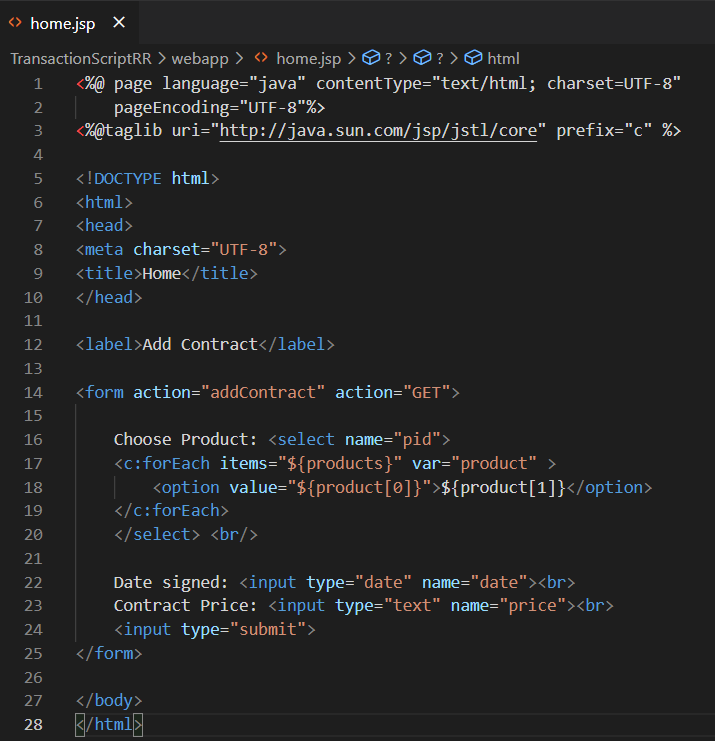 home.jsp
TransactionScriptRR > webapp > home.jsp > ? > ? > html
1 <%@ page language="java" contentType="text/html; charset=UTF-8"
2     pageEncoding="UTF-8"%>
3 <%@taglib uri="http://java.sun.com/jsp/jstl/core" prefix="c" %>
4
5 <!DOCTYPE html>
6 <html>
7 <head>
8 <meta charset="UTF-8">
9 <title>Home</title>
10 </head>
11
12 <label>Add Contract</label>
13
14 <form action="addContract" action="GET">
15
16     Choose Product: <select name="pid">
17     <c:forEach items="${products}" var="product" >
18         <option value="${product[0]}">${product[1]}</option>
19     </c:forEach>
20     </select> <br/>
21
22     Date signed: <input type="date" name="date"><br>
23     Contract Price: <input type="text" name="price"><br>
24     <input type="submit">
25 </form>
26
27 </body>
28 </html>